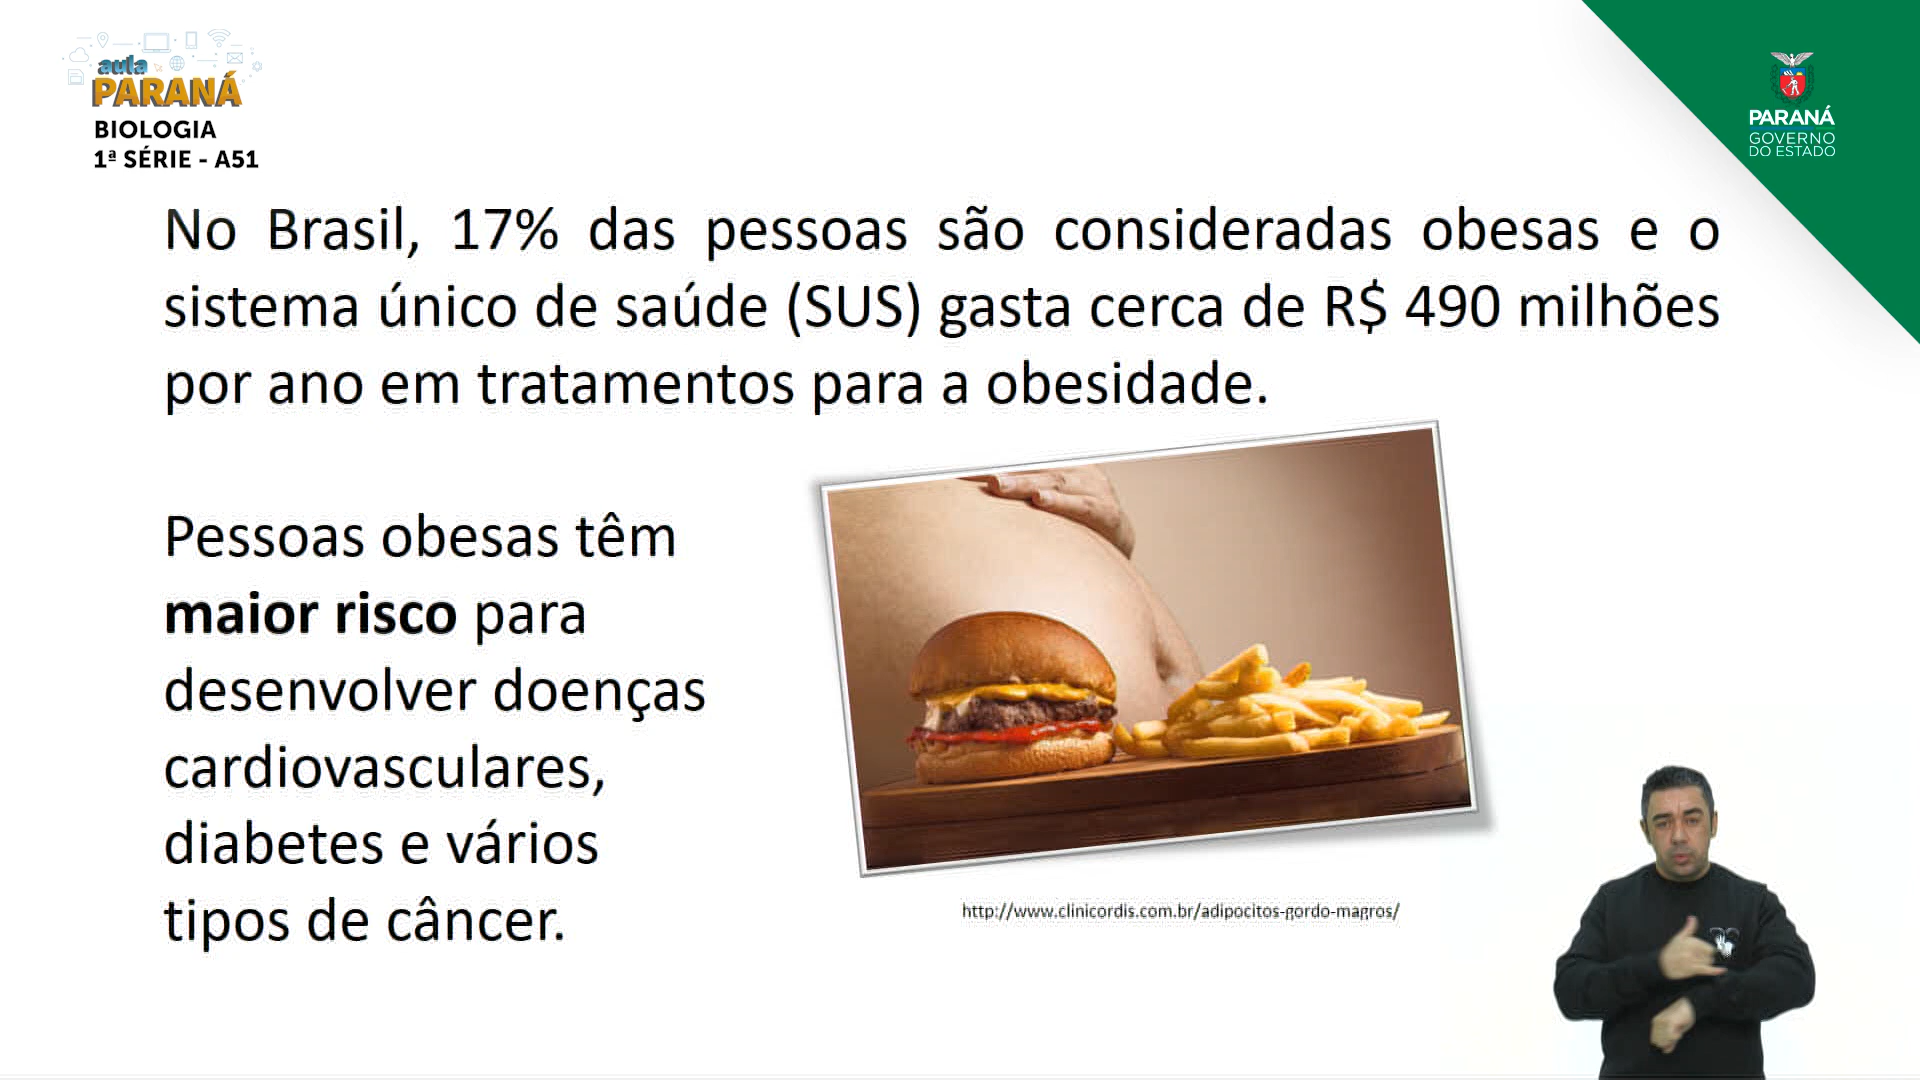 aula
PARANÁ
BIOLOGIA
1ª SÉRIE - A51
PARANÁ
GOVERNO
DO ESTADO
No Brasil, 17% das pessoas são consideradas obesas e o
sistema único de saúde (SUS) gasta cerca de R$ 490 milhões
por ano em tratamentos para a obesidade.
Pessoas obesas têm
maior risco para
desenvolver doenças
cardiovasculares,
diabetes e vários
tipos de câncer.
http://www.clinicordis.com.br/adipocitos-gordo-magros/